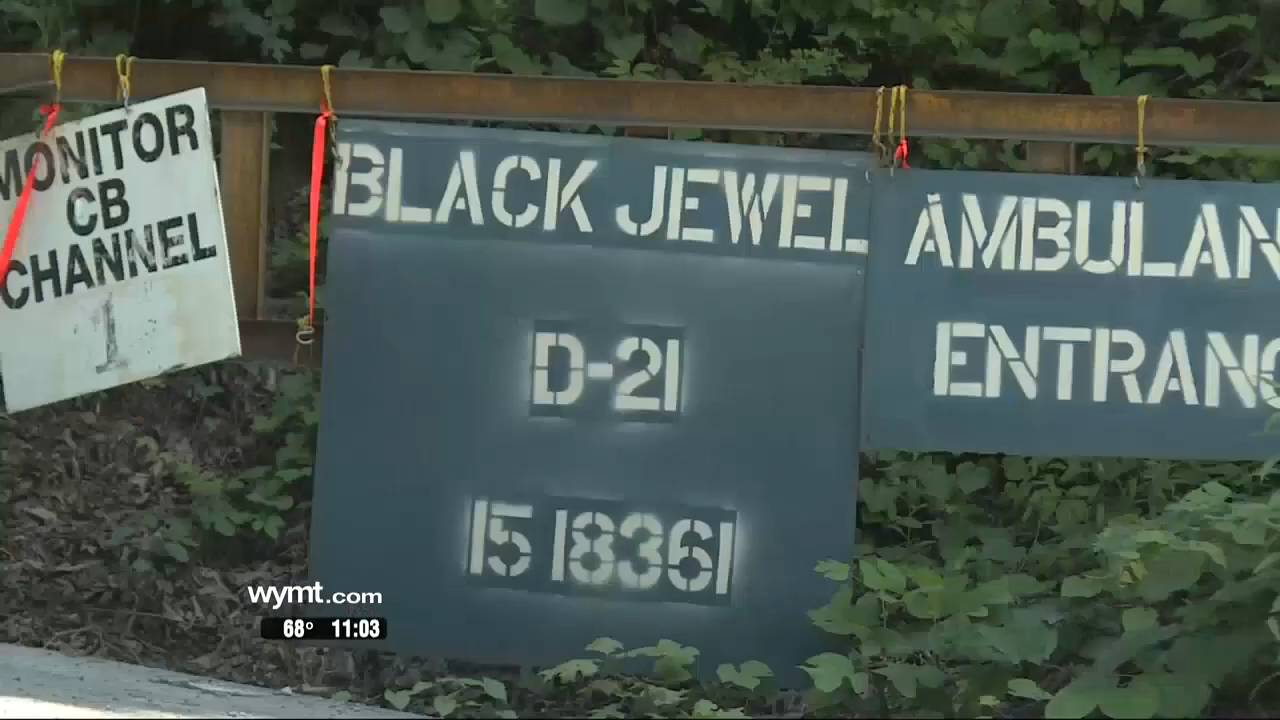 MONITOR
CB
CHANNEL
1
BLACK JEWEL
D-21
15 18361
AMBULAN
ENTRANC
wymt.com
68° 11:03